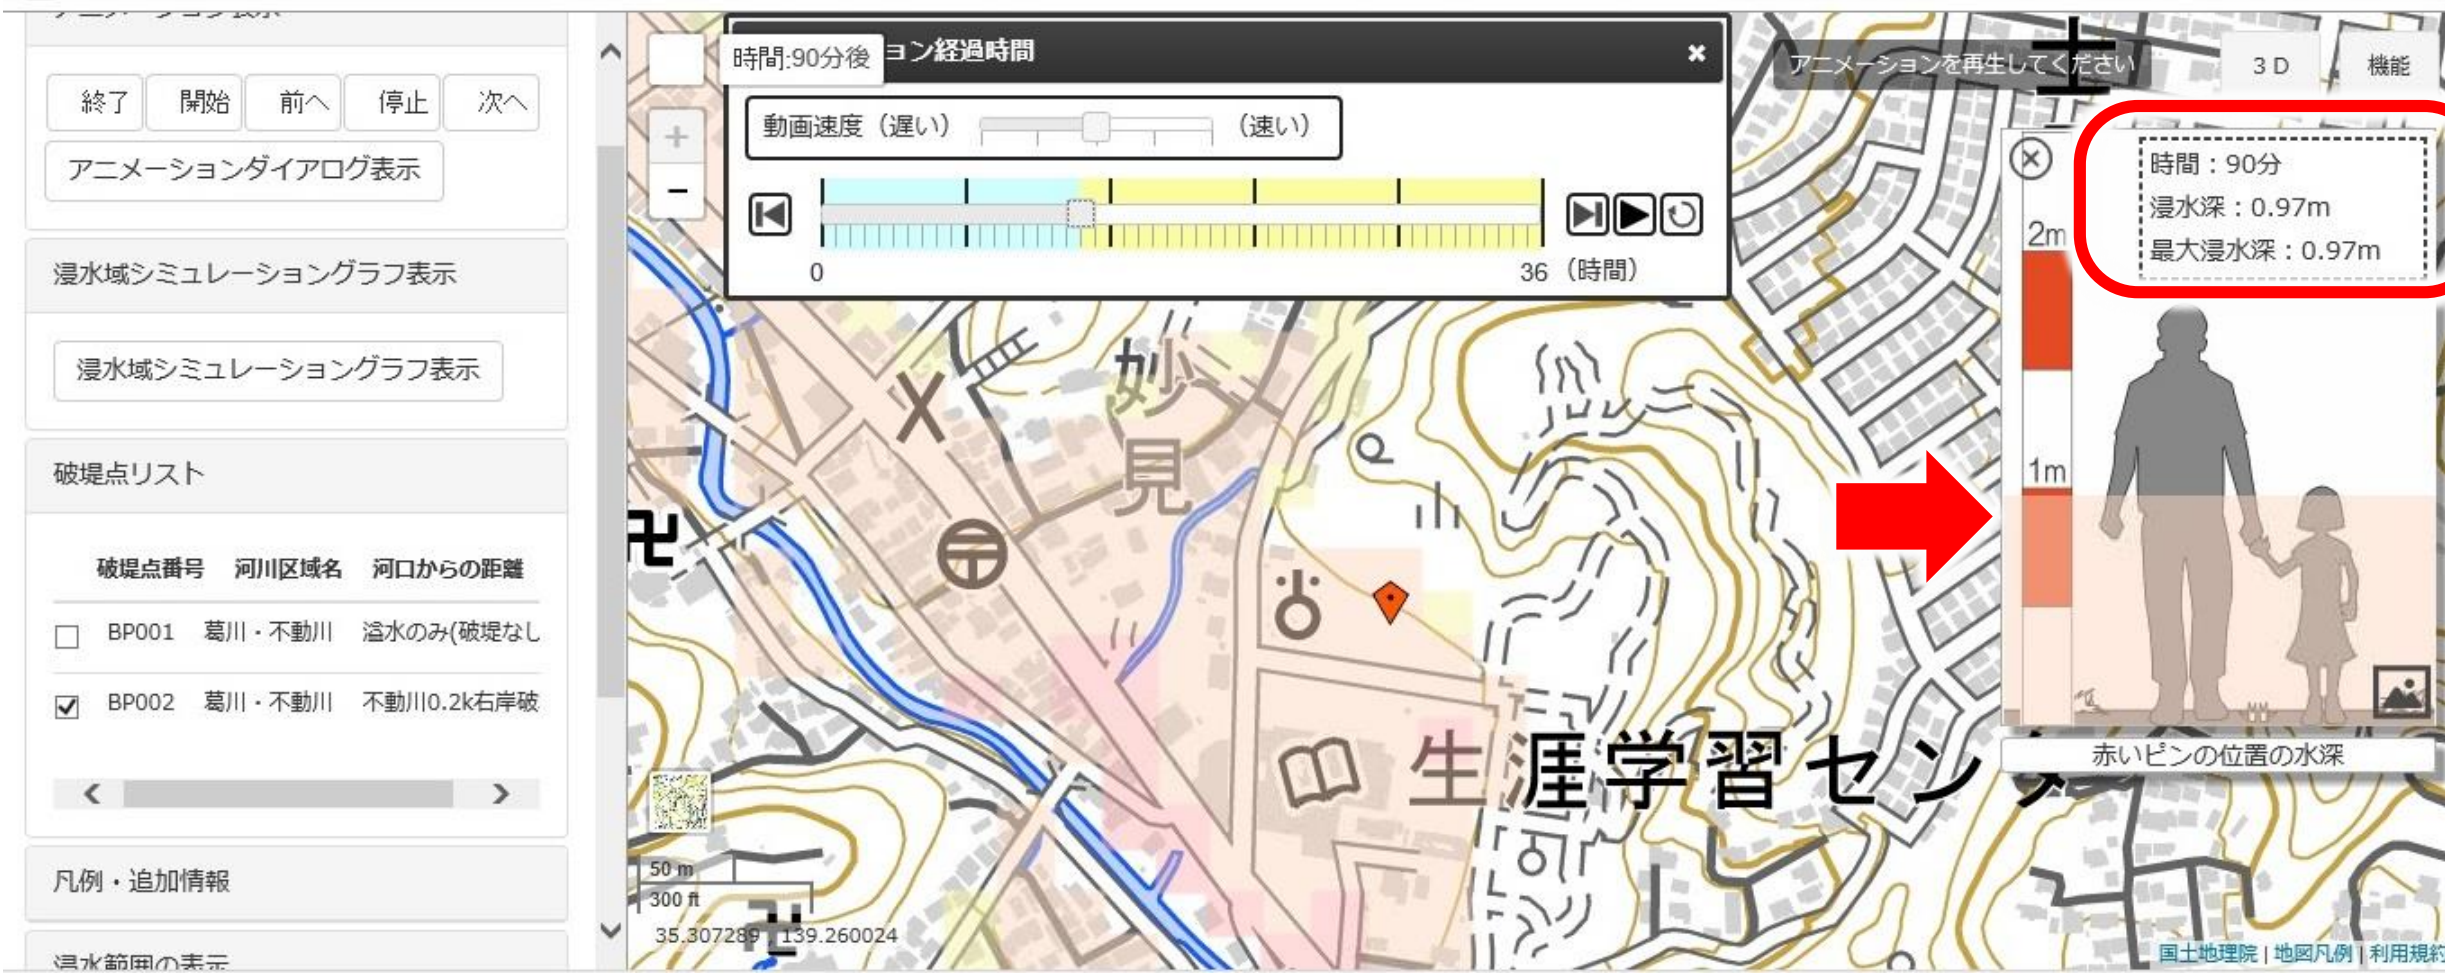 終了
開始
前へ
停止
次へ
アニメーションダイアログ表示
浸水域シミュレーショングラフ表示
浸水域シミュレーショングラフ表示
破堤点リスト
破堤点番号 河川区域名 河口からの距離
BP001 葛川・不動川 溢水のみ(破堤なし
BP002 葛川・不動川 不動川0.2k右岸破
凡例・追加情報
浸水範囲の表示
時間:90分後
ョン経過時間
動画速度（遅い）
（速い）
0
36
（時間）
+
−
アニメーションを再生してください
3D
機能
時間：90分
浸水深：0.97m
最大浸水深：0.97m
2m
1m
赤いピンの位置の水深
妙見
生涯学習センタ
50 m
300 ft
35.307289 , 139.260024
国土地理院 | 地図凡例 | 利用規約